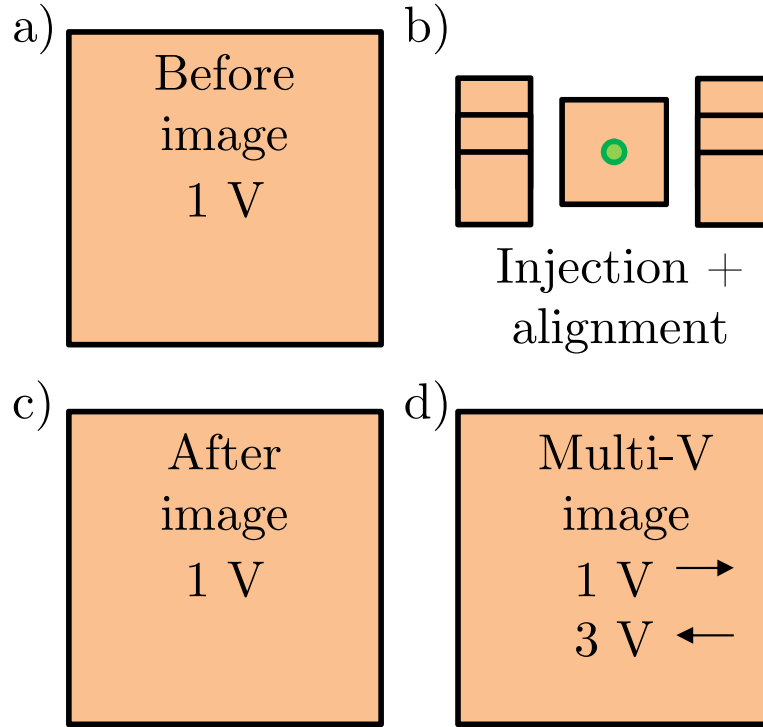 a)
Before
image
1 V
b)
Injection +
alignment
c)
After
image
1 V
d)
Multi-V
image
1 V
3 V